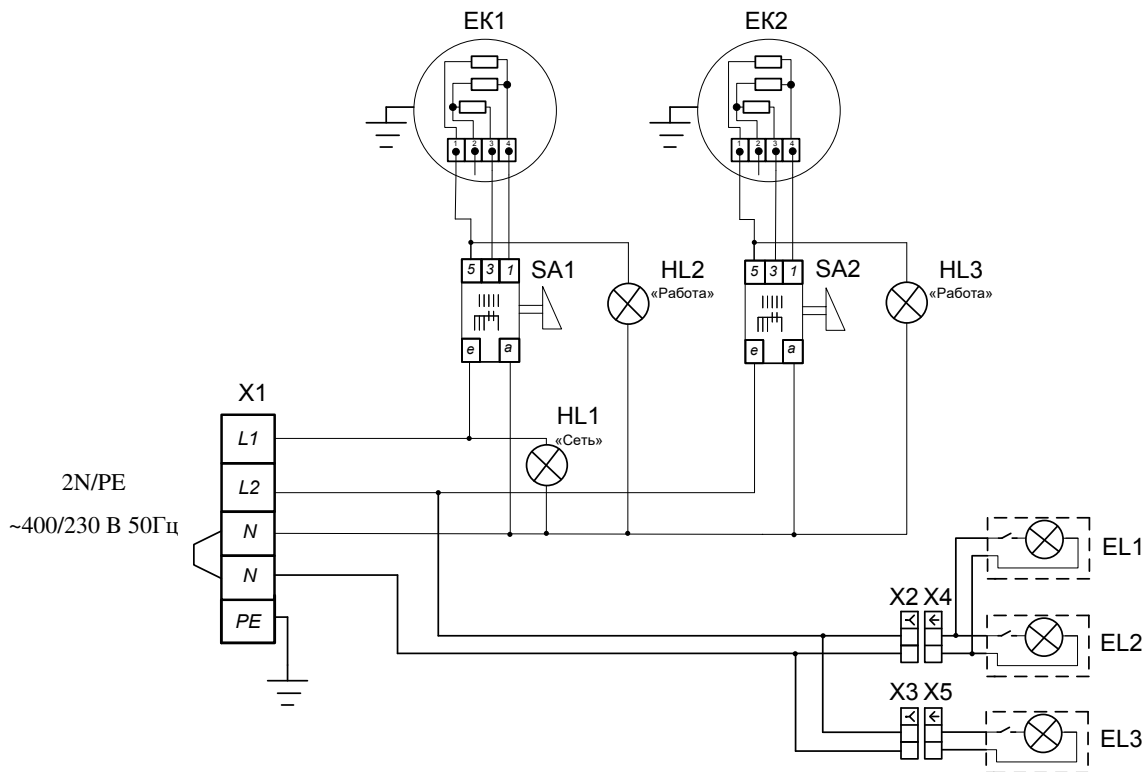 EK1
EK2
1 2 3 4
1 2 3 4
5 3 1
SA1
HL2
«Работа»
5 3 1
SA2
HL3
«Работа»
e a
e a
X1
HL1
«Сеть»
L1
L2
N
N
PE
2N/PE
~400/230 В 50Гц
EL1
X2 X4
EL2
X3 X5
EL3